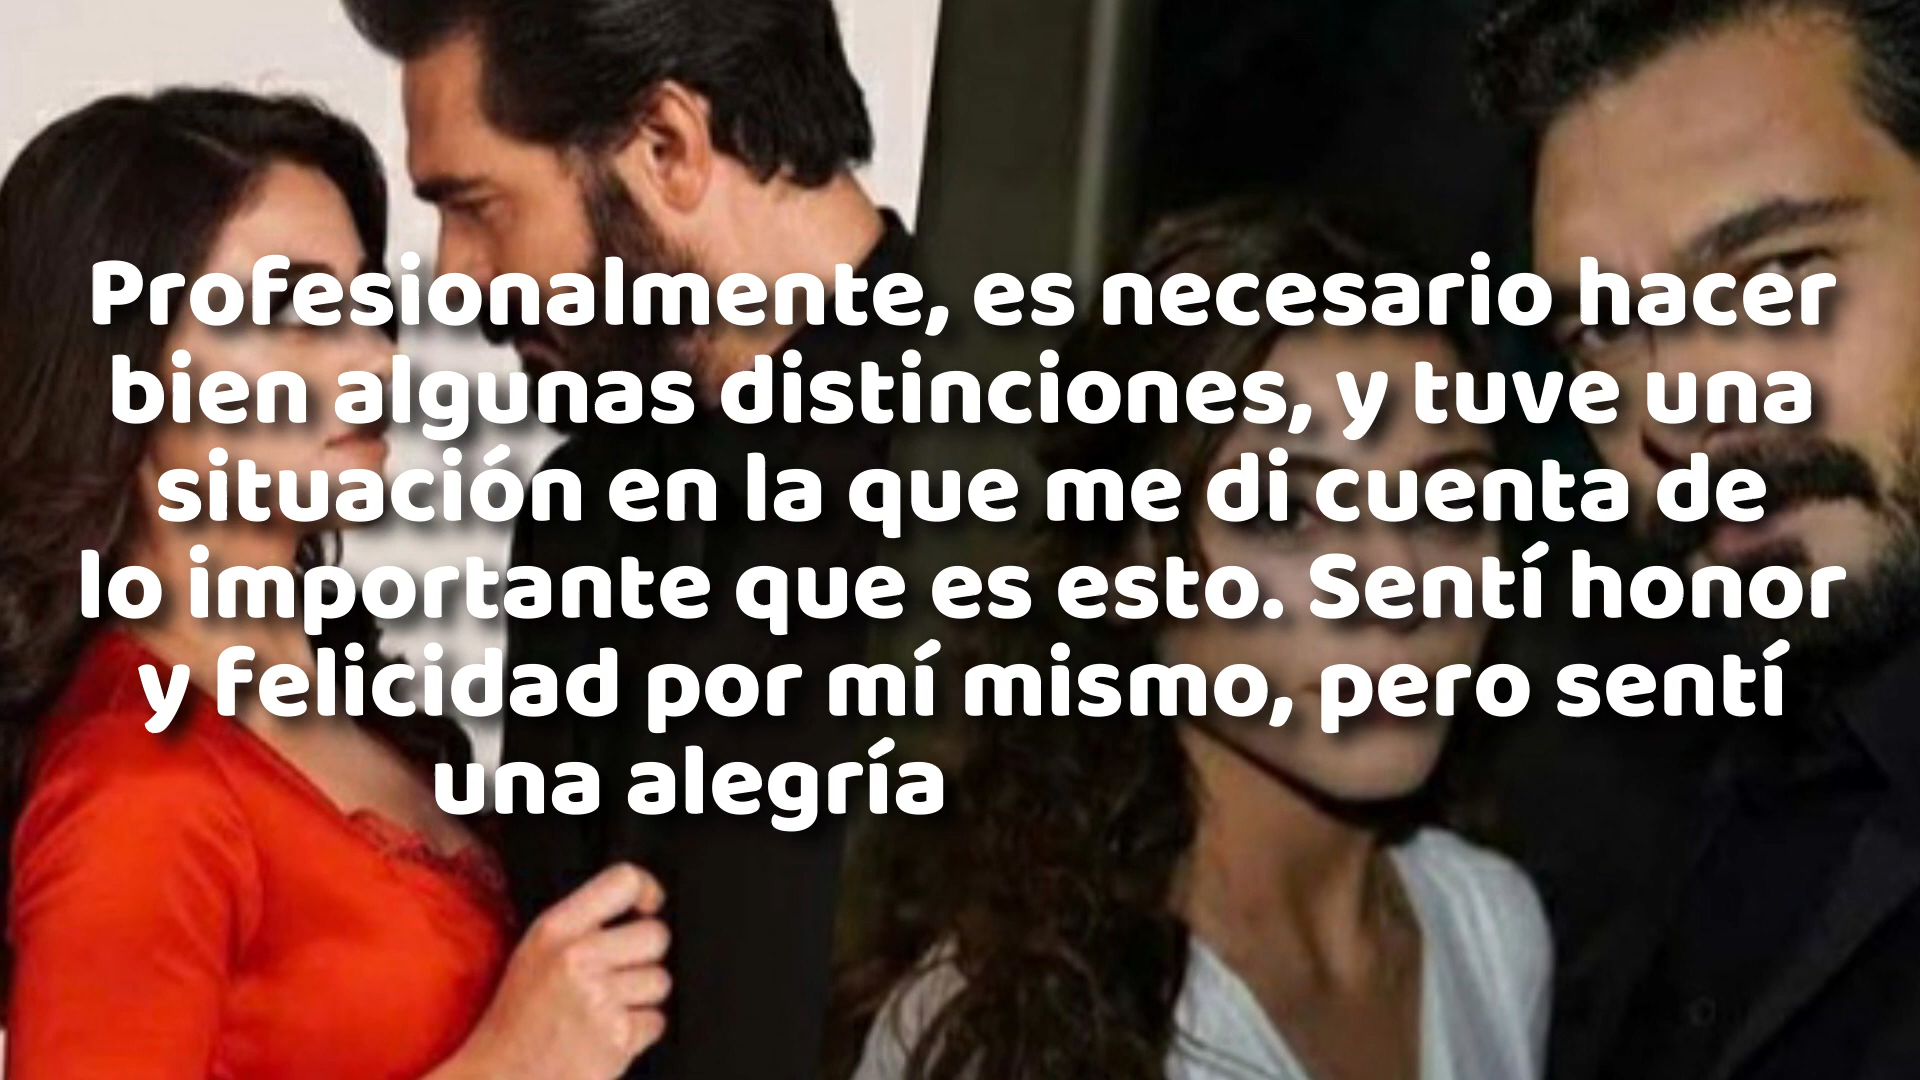 Profesionalmente, es necesario hacer
bien algunas distinciones, y tuve una
situación en la que me di cuenta de
lo importante que es esto. Sentí honor
y felicidad por mí mismo, pero sentí
una alegría